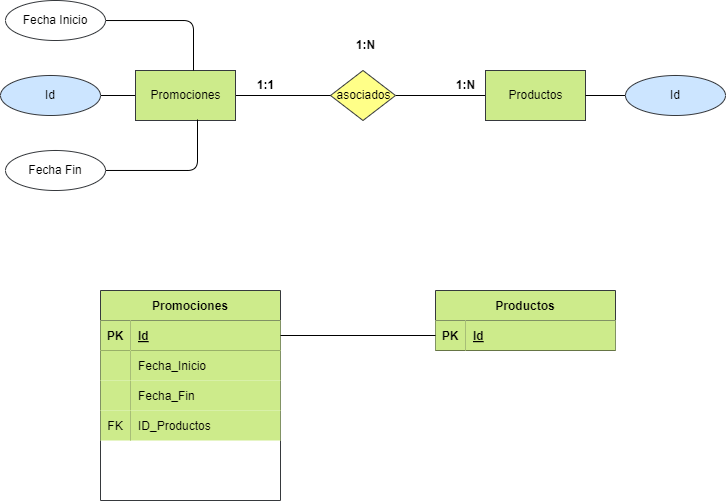 Fecha Inicio
1:N
Id
Promociones
1:1
asociados
1:N
Productos
Id
Fecha Fin
Promociones
PK Id
Fecha_Inicio
Fecha_Fin
FK ID_Productos
Productos
PK Id